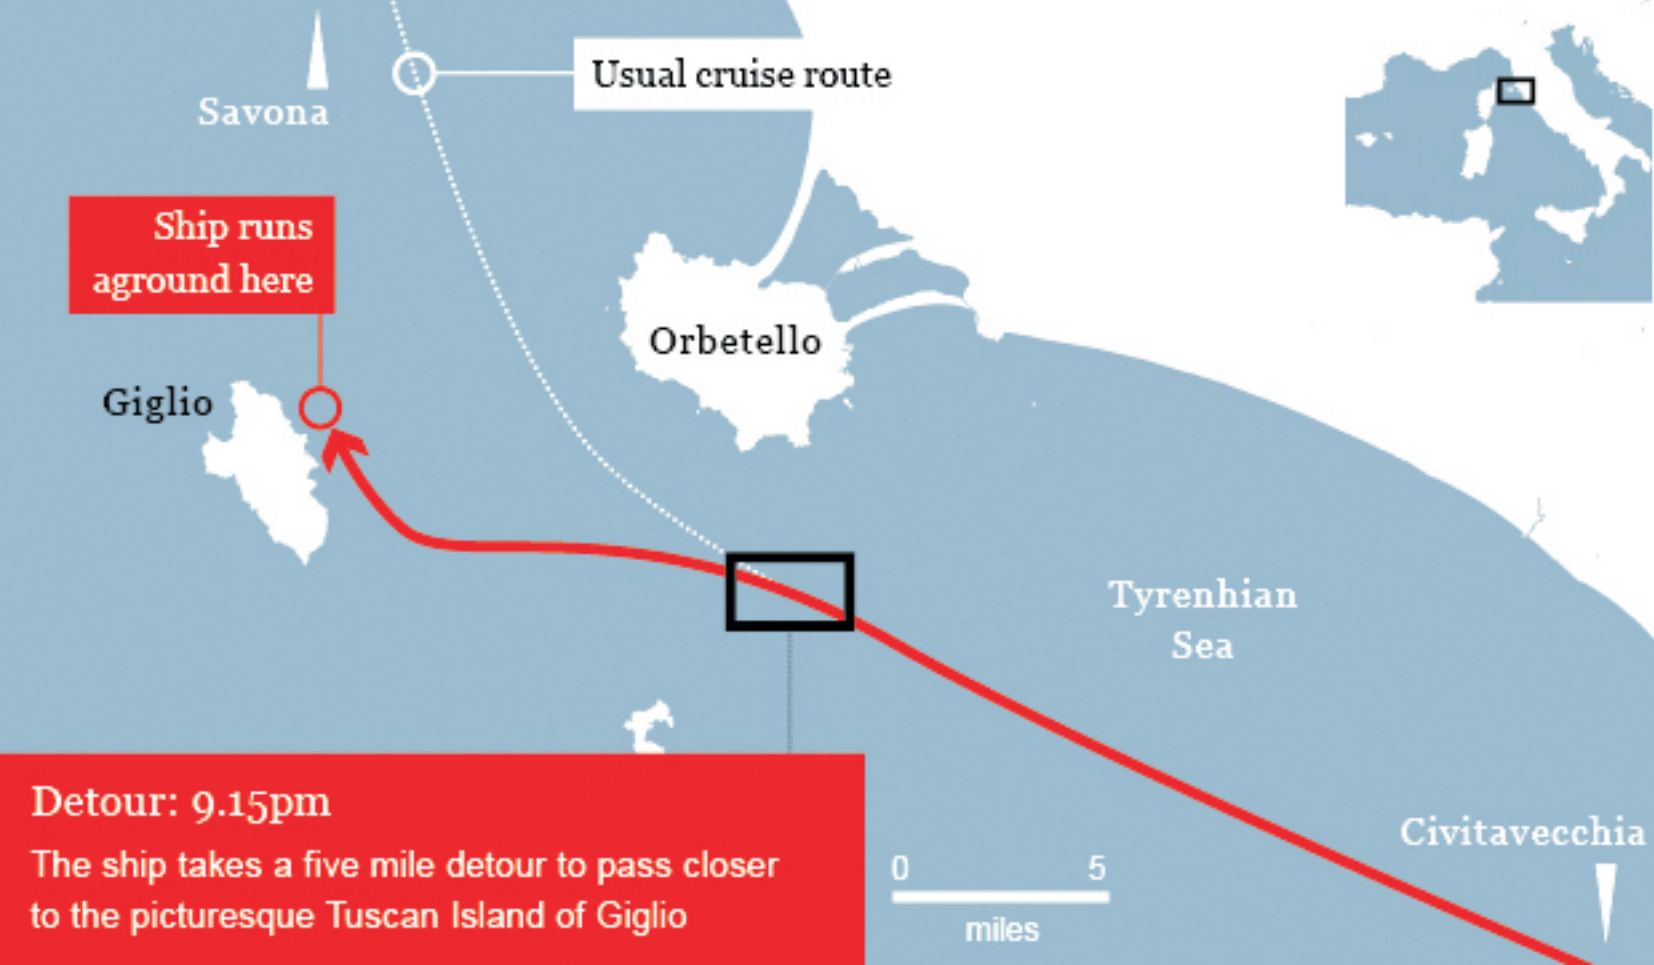 Usual cruise route
Savona
Ship runs
aground here
Orbetello
Giglio
Tyrenhian
Sea
Detour: 9.15pm
The ship takes a five mile detour to pass closer
to the picturesque Tuscan Island of Giglio
Civitavecchia
0 5
miles